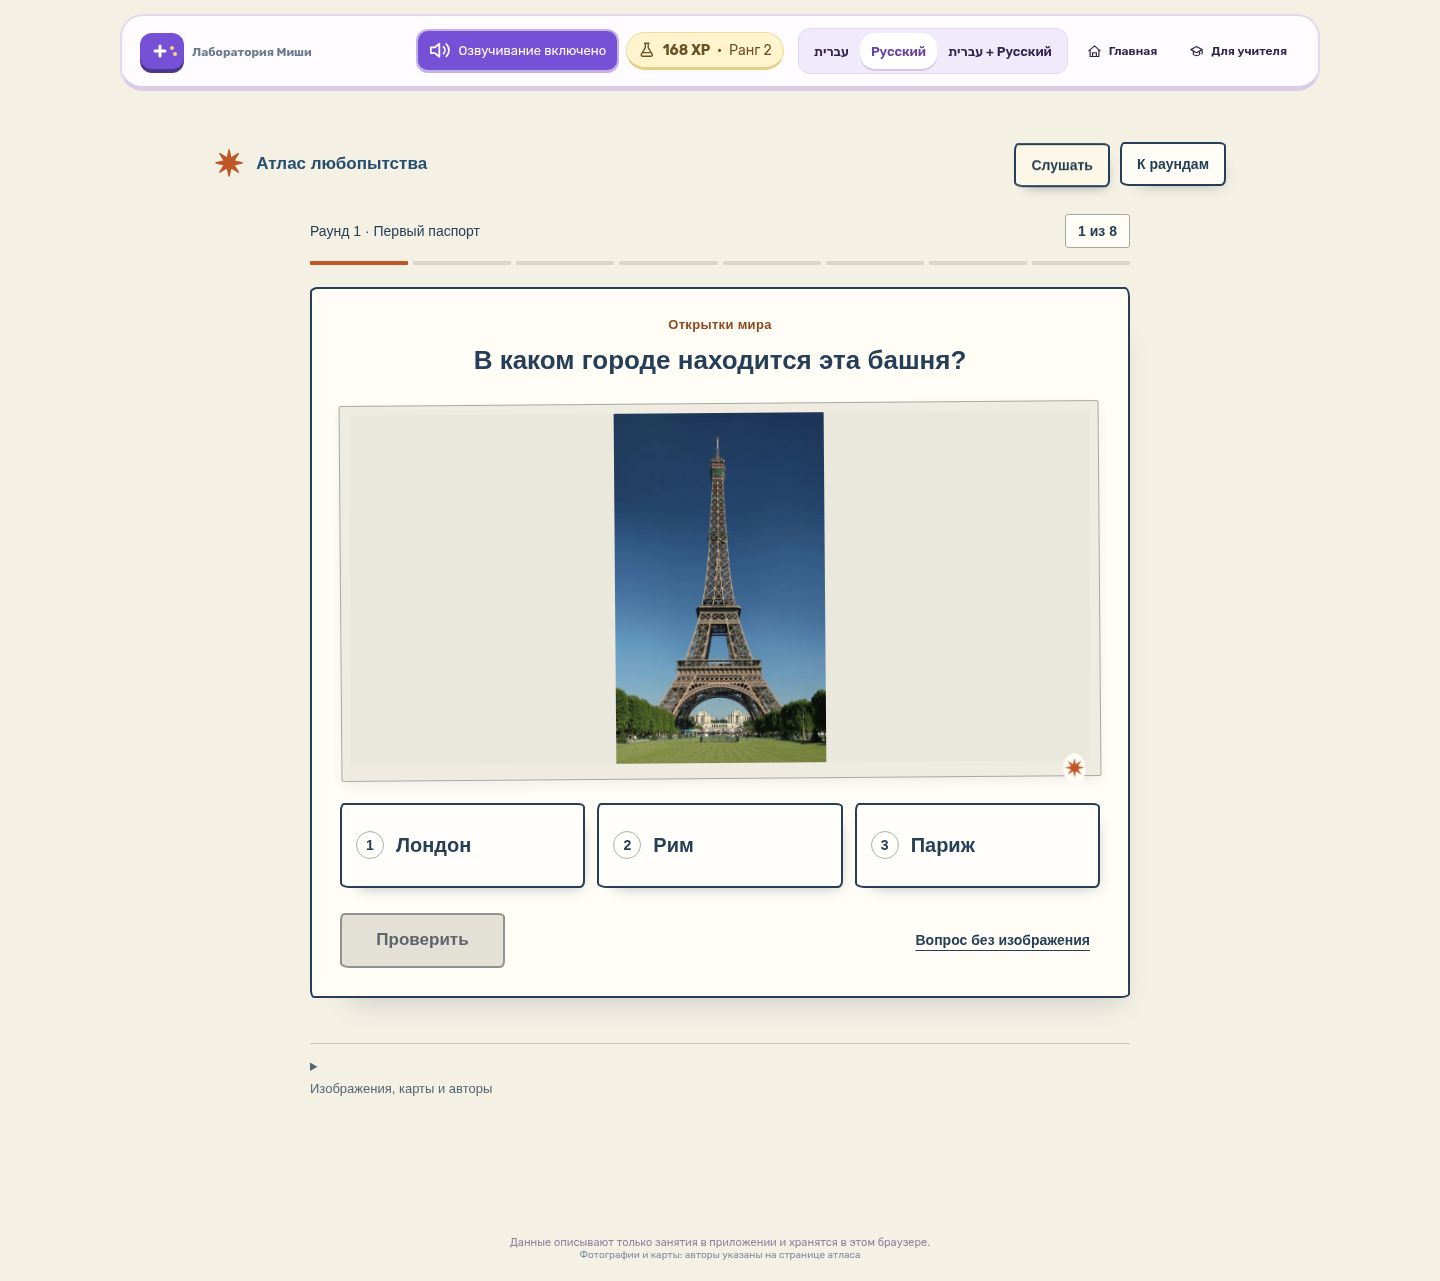 Лаборатория Миши
Озвучивание включено
168 XP • Ранг 2
עברית
Русский
עברית + Русский
Главная
Для учителя
Атлас любопытства
Слушать
К раундам
Раунд 1 · Первый паспорт
1 из 8
Открытки мира
В каком городе находится эта башня?
1 Лондон
2 Рим
3 Париж
Проверить
Вопрос без изображения
Изображения, карты и авторы
Данные описывают только занятия в приложении и хранятся в этом браузере.
Фотографии и карты: авторы указаны на странице атласа